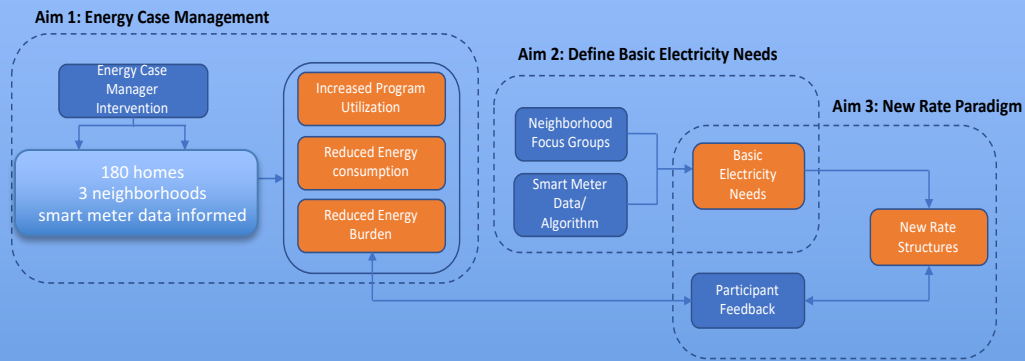 Aim 1: Energy Case Management
Energy Case
Manager
Intervention
180 homes
3 neighborhoods
smart meter data informed
Increased Program
Utilization
Reduced Energy
consumption
Reduced Energy
Burden
Aim 2: Define Basic Electricity Needs
Neighborhood
Focus Groups
Smart Meter
Data/
Algorithm
Basic
Electricity
Needs
Aim 3: New Rate Paradigm
New Rate
Structures
Participant
Feedback